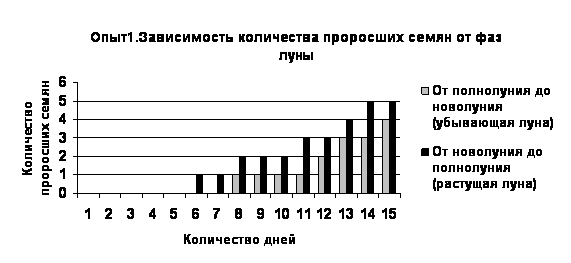 Опыт1.Зависимость количества проросших семян от фаз
луны
Количество
проросших семян
6
5
4
3
2
1
0
1 2 3 4 5 6 7 8 9 10 11 12 13 14 15
Количество дней
От полнолуния до
новолуния
(убывающая луна)
От новолуния до
полнолуния
(растущая луна)